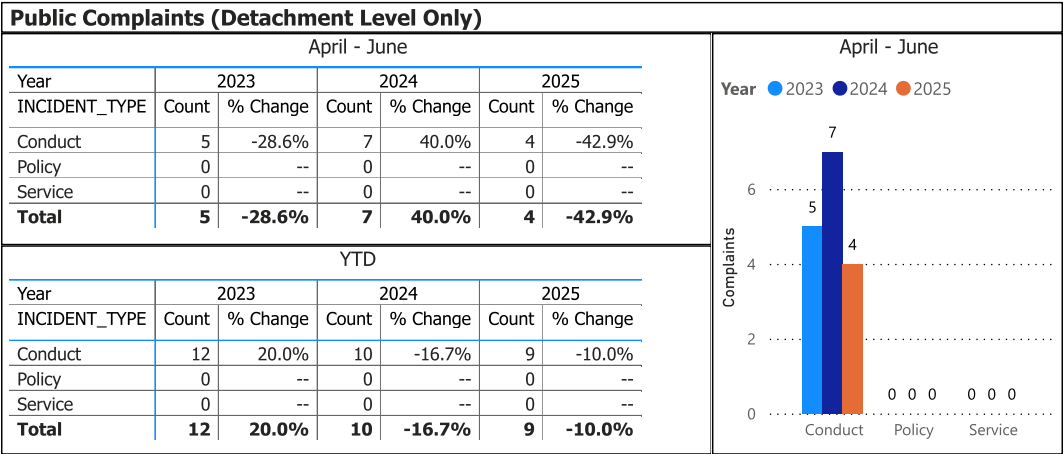 Public Complaints (Detachment Level Only)
April - June
Year 2023 2024 2025
INCIDENT_TYPE Count % Change Count % Change Count % Change
Conduct 5 -28.6% 7 40.0% 4 -42.9%
Policy 0 -- 0 -- 0 --
Service 0 -- 0 -- 0 --
Total 5 -28.6% 7 40.0% 4 -42.9%
YTD
Year 2023 2024 2025
INCIDENT_TYPE Count % Change Count % Change Count % Change
Conduct 12 20.0% 10 -16.7% 9 -10.0%
Policy 0 -- 0 -- 0 --
Service 0 -- 0 -- 0 --
Total 12 20.0% 10 -16.7% 9 -10.0%
April - June
Year 2023 2024 2025
7
6
5
4
4
Complaints
2
0 0 0 0 0 0
0
Conduct Policy Service